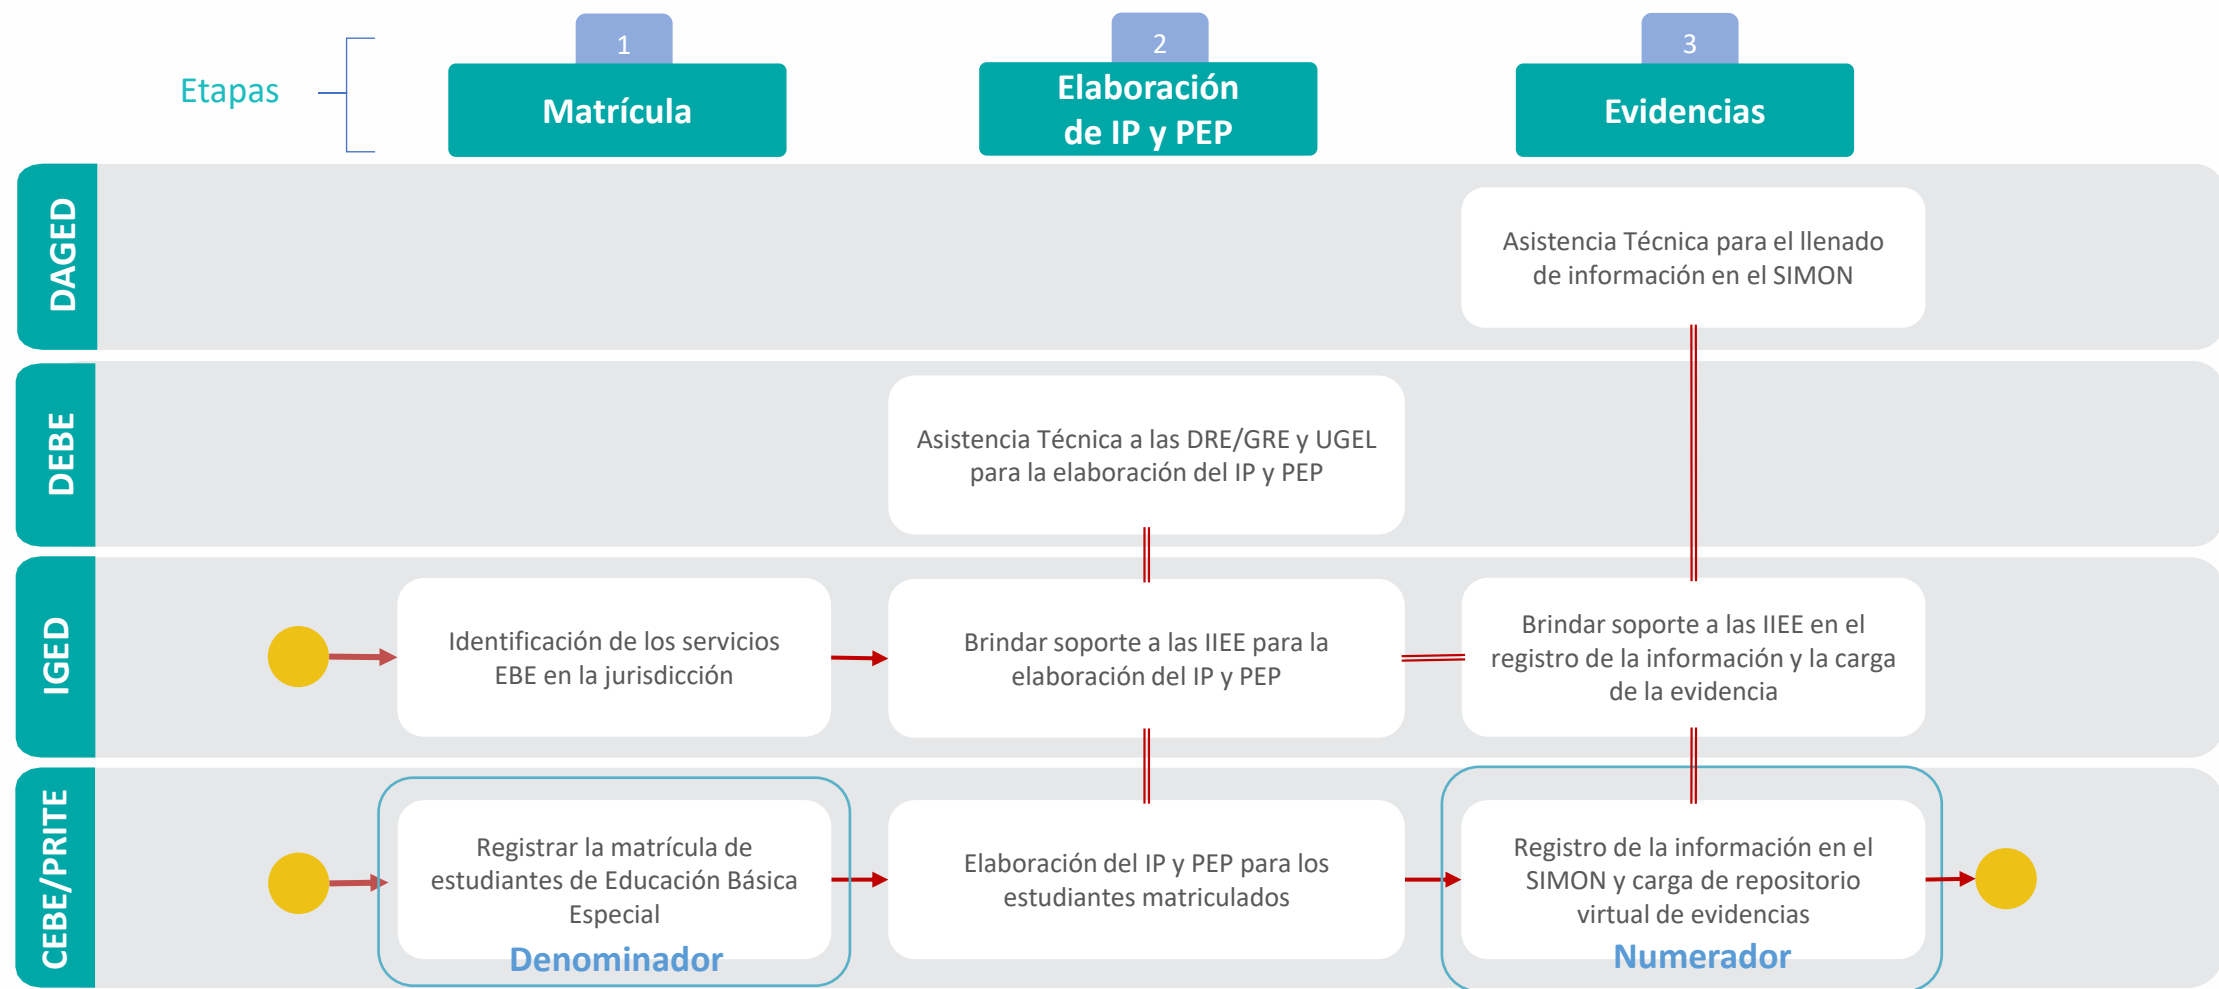 Etapas
1
Matrícula
2
Elaboración
de IP y PEP
3
Evidencias
DAGED
Asistencia Técnica para el llenado
de información en el SIMON
DEBE
Asistencia Técnica a las DRE/GRE y UGEL
para la elaboración del IP y PEP
IGED
Identificación de los servicios
EBE en la jurisdicción
Brindar soporte a las IIEE para la
elaboración del IP y PEP
Brindar soporte a las IIEE en el
registro de la información y la carga
de la evidencia
CEBE/PRITE
Registrar la matrícula de
estudiantes de Educación Básica
Especial
Denominador
Elaboración del IP y PEP para los
estudiantes matriculados
Registro de la información en el
SIMON y carga de repositorio
virtual de evidencias
Numerador